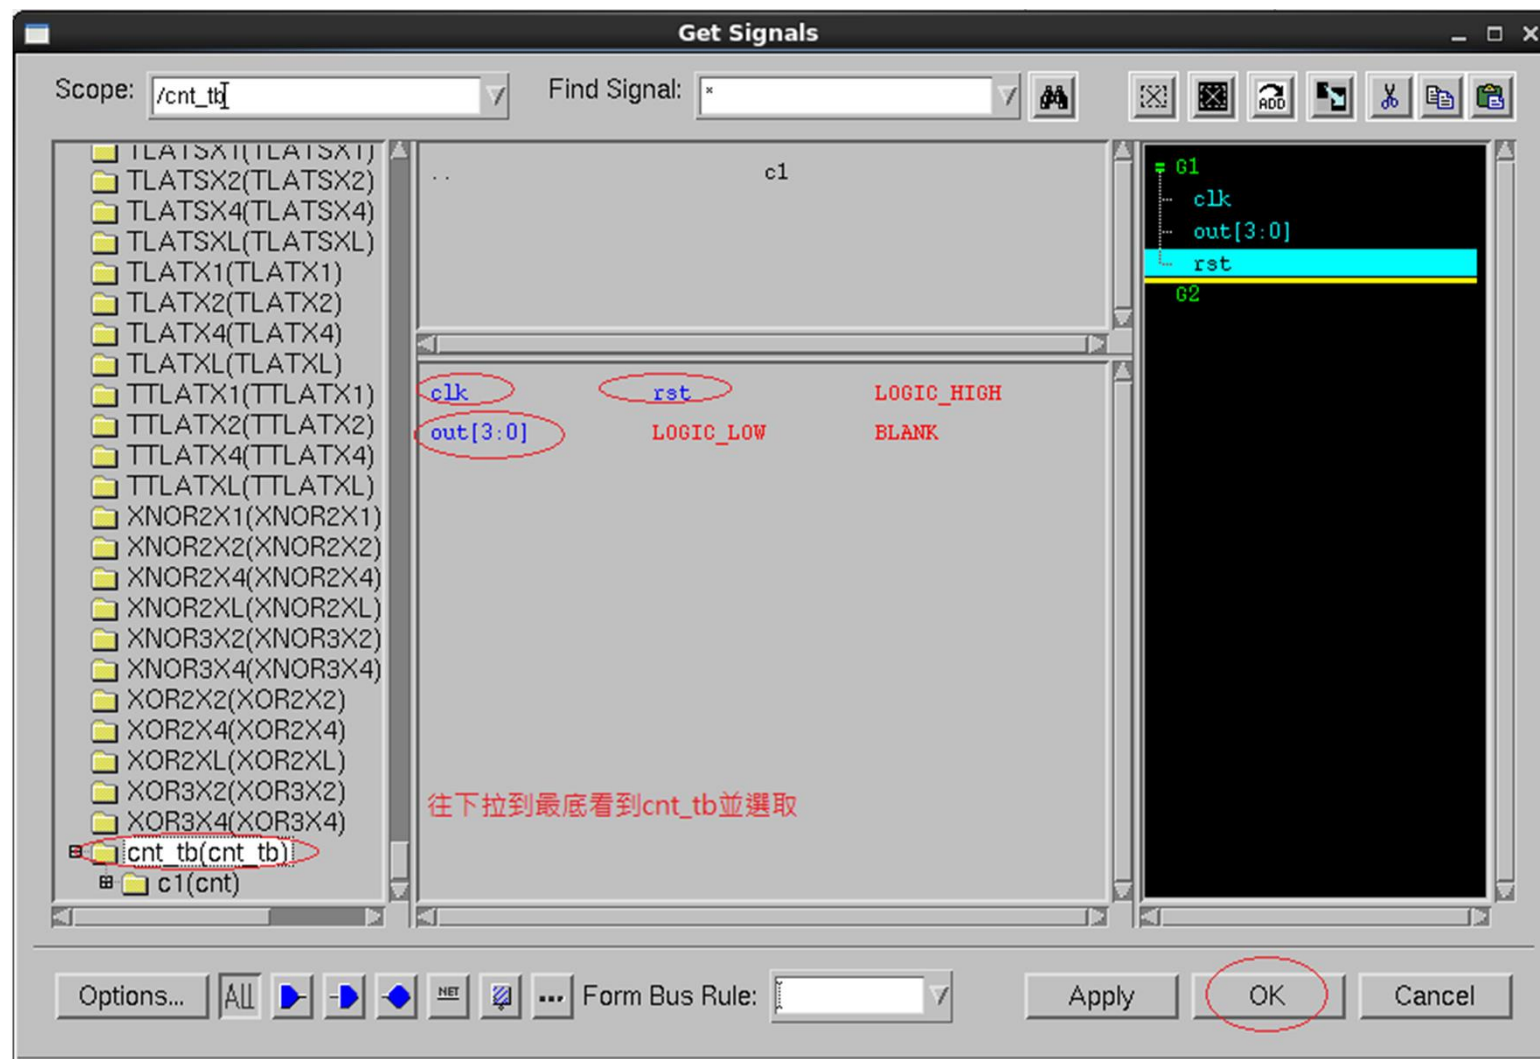 Get Signals
Scope: /cnt_tb
Find Signal: *
ADD
TLATSX1(TLATSX1)
TLATSX2(TLATSX2)
TLATSX4(TLATSX4)
TLATSXL(TLATSXL)
TLATX1(TLATX1)
TLATX2(TLATX2)
TLATX4(TLATX4)
TLATXL(TLATXL)
TTLATX1(TTLATX1)
TTLATX2(TTLATX2)
TTLATX4(TTLATX4)
TTLATXL(TTLATXL)
XNOR2X1(XNOR2X1)
XNOR2X2(XNOR2X2)
XNOR2X4(XNOR2X4)
XNOR2XL(XNOR2XL)
XNOR3X2(XNOR3X2)
XNOR3X4(XNOR3X4)
XOR2X2(XOR2X2)
XOR2X4(XOR2X4)
XOR2XL(XOR2XL)
XOR3X2(XOR3X2)
XOR3X4(XOR3X4)
cnt_tb(cnt_tb)
c1(cnt)
.. c1
clk rst LOGIC_HIGH
out[3:0] LOGIC_LOW BLANK
往下拉到最底看到cnt_tb並選取
G1
clk
out[3:0]
rst
G2
Options... All NET ... Form Bus Rule: Apply OK Cancel